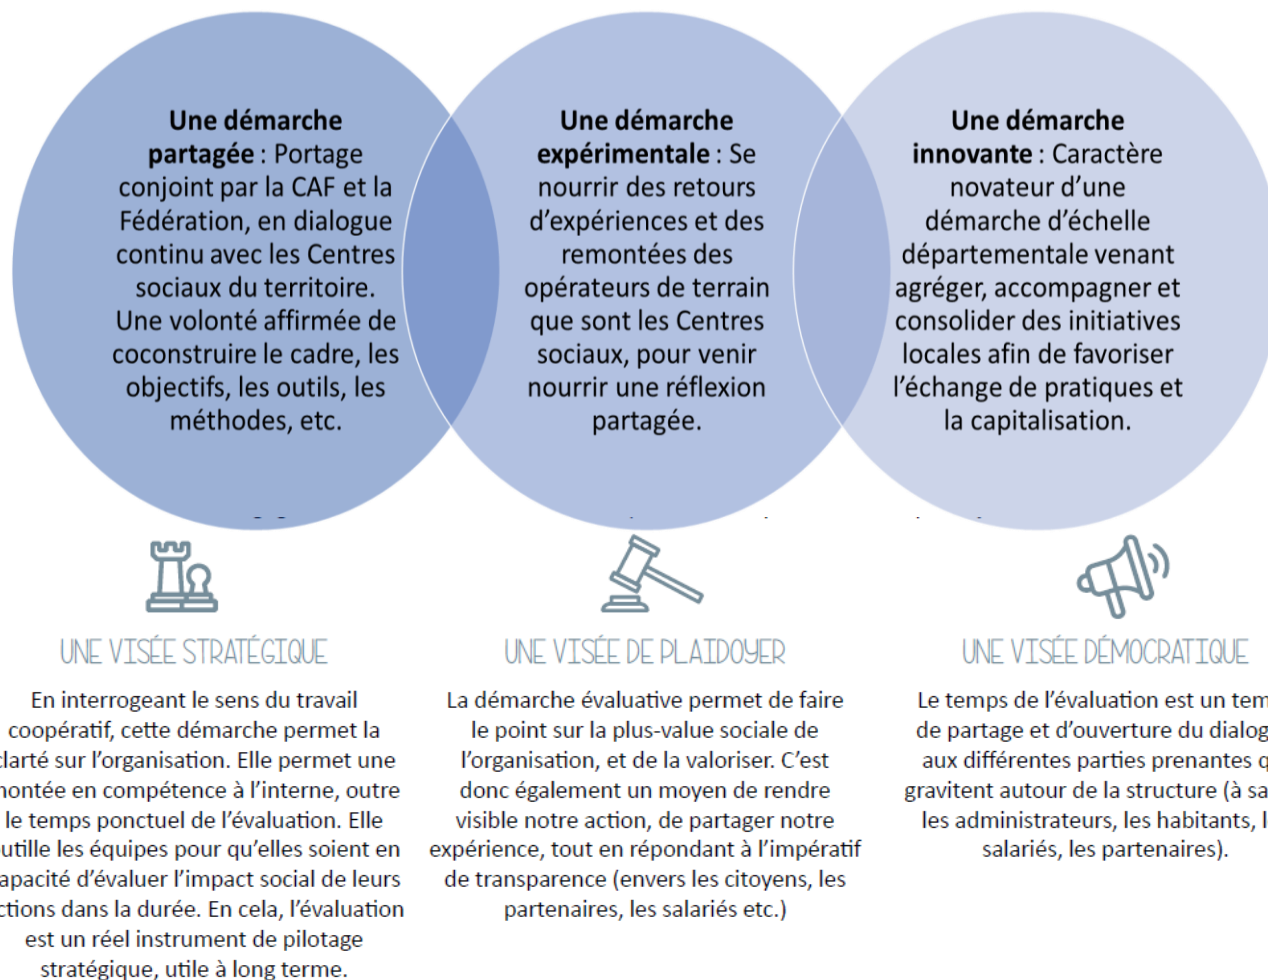 Une démarche
partagée : Portage
conjoint par la CAF et la
Fédération, en dialogue
continu avec les Centres
sociaux du territoire.
Une volonté affirmée de
coconstruire le cadre, les
objectifs, les outils, les
méthodes, etc.
Une démarche
expérimentale : Se
nourrir des retours
d’expériences et des
remontées des
opérateurs de terrain
que sont les Centres
sociaux, pour venir
nourrir une réflexion
partagée.
Une démarche
innovante : Caractère
novateur d’une
démarche d’échelle
départementale venant
agréger, accompagner et
consolider des initiatives
locales afin de favoriser
l’échange de pratiques et
la capitalisation.
UNE VISÉE STRATÉGIQUE
En interrogeant le sens du travail
coopératif, cette démarche permet la
clarté sur l’organisation. Elle permet une
montée en compétence à l’interne, outre
le temps ponctuel de l’évaluation. Elle
outille les équipes pour qu’elles soient en
capacité d’évaluer l’impact social de leurs
actions dans la durée. En cela, l’évaluation
est un réel instrument de pilotage
stratégique, utile à long terme.
UNE VISÉE DE PLAIDOYER
La démarche évaluative permet de faire
le point sur la plus-value sociale de
l’organisation, et de la valoriser. C’est
donc également un moyen de rendre
visible notre action, de partager notre
expérience, tout en répondant à l’impératif
de transparence (envers les citoyens, les
partenaires, les salariés etc.)
UNE VISÉE DÉMOCRATIQUE
Le temps de l’évaluation est un
de partage et d’ouverture du
aux différentes parties prenantes
gravitent autour de la structure (à
les administrateurs, les habitants,
salariés, les partenaires).